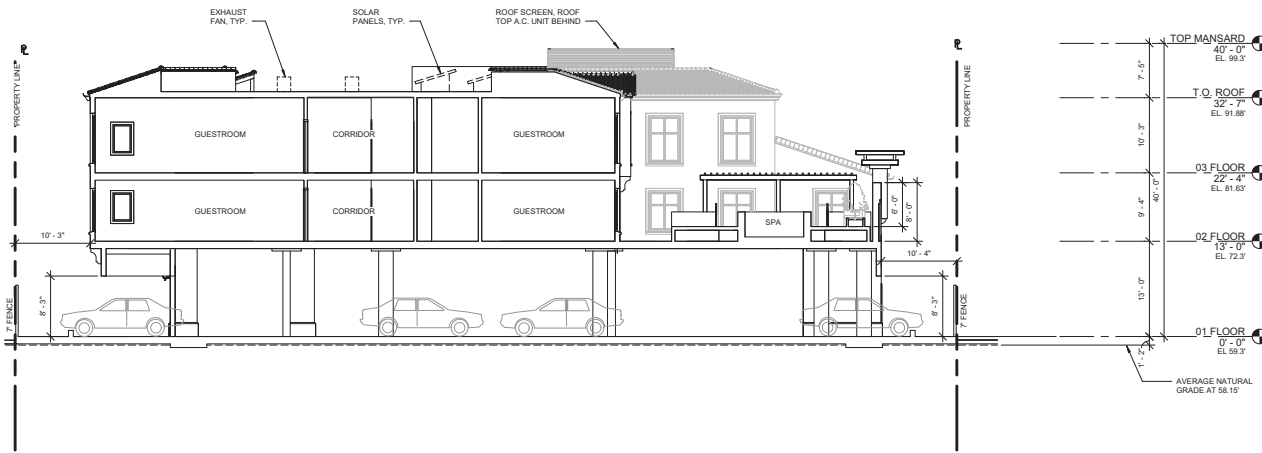 EXHAUST
FAN, TYP.
SOLAR
PANELS, TYP.
ROOF SCREEN, ROOF
TOP A.C. UNIT BEHIND
PROPERTY LINE
PROPERTY LINE
TOP MANSARD
40' - 0"
EL. 99.3'
7' - 5"
T.O. ROOF
32' - 7"
EL. 91.88'
10' - 3"
03 FLOOR
22' - 4"
EL. 81.63'
40' - 0"
9' - 4"
02 FLOOR
13' - 0"
EL. 72.3'
13' - 0"
01 FLOOR
0' - 0"
EL 59.3'
1' - 2"
AVERAGE NATURAL
GRADE AT 58.15'
GUESTROOM
CORRIDOR
GUESTROOM
GUESTROOM
CORRIDOR
GUESTROOM
SPA
6' - 0"
8' - 0"
10' - 3"
10' - 4"
8' - 3"
8' - 3"
7' FENCE
7' FENCE